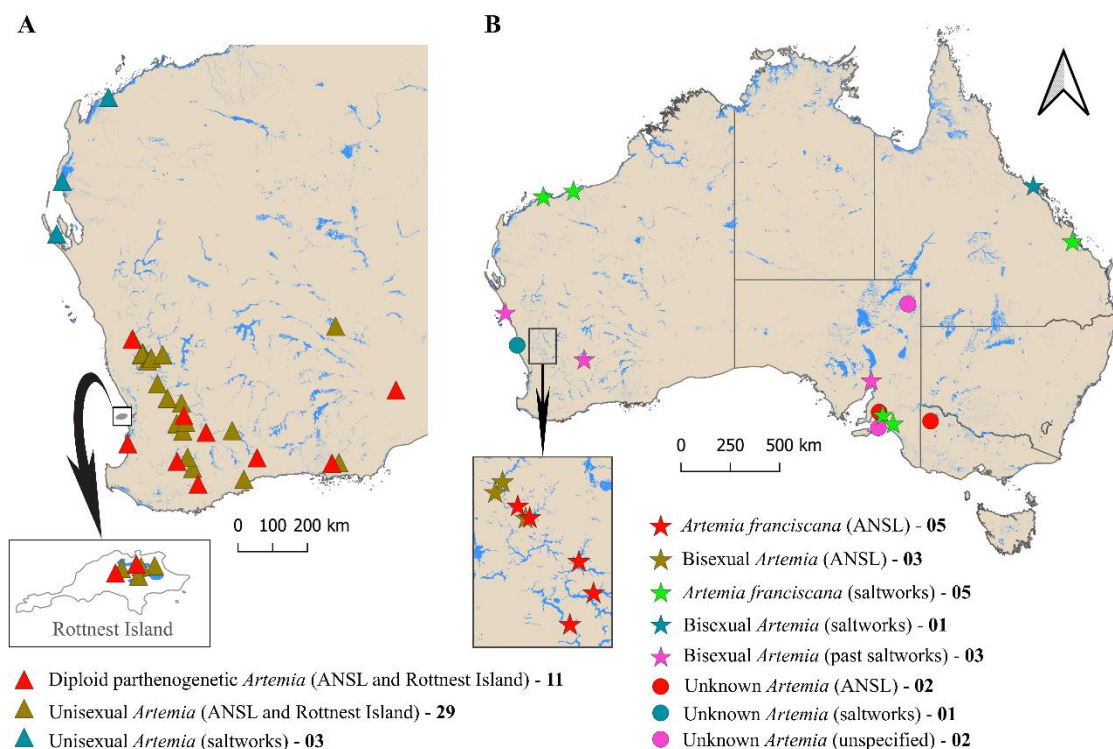 A
B
0 100 200 km
0 250 500 km
Rottnest Island
Diploid parthenogenetic Artemia (ANSL and Rottnest Island) - 11
Unisexual Artemia (ANSL and Rottnest Island) - 29
Unisexual Artemia (saltworks) - 03
Artemia franciscana (ANSL) - 05
Bisexual Artemia (ANSL) - 03
Artemia franciscana (saltworks) - 05
Bisexual Artemia (saltworks) - 01
Bisexual Artemia (past saltworks) - 03
Unknown Artemia (ANSL) - 02
Unknown Artemia (saltworks) - 01
Unknown Artemia (unspecified) - 02